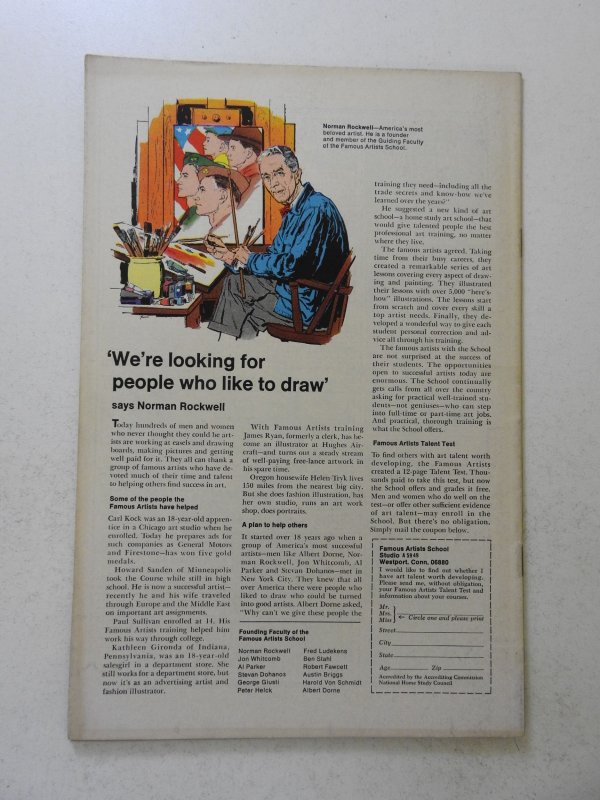 Norman Rockwell—America's most
beloved artist. He is a founder
and member of the Guiding Faculty
of the Famous Artists School.
'We're looking for
people who like to draw'
says Norman Rockwell
Today hundreds of men and women
who never thought they could be art-
ists are working at easels and drawing
boards, making pictures and getting
well paid for it. They all can thank a
group of famous artists who have de-
voted much of their time and talent
to helping others find success in art.
Some of the people the
Famous Artists have helped
Carl Kock was an 18-year-old appren-
tice in a Chicago art studio when he
enrolled. Today he prepares ads for
such companies as General Motors
and Firestone—has won five gold
medals.
Howard Sanden of Minneapolis
took the Course while still in high
school. He is now a successful artist—
recently he and his wife traveled
through Europe and the Middle East
on important art assignments.
Paul Sullivan enrolled at 14. His
Famous Artists training helped him
work his way through college.
Kathleen Gironda of Indiana,
Pennsylvania, was an 18-year-old
salesgirl in a department store. She
still works for a department store, but
now it's as an advertising artist and
fashion illustrator.
With Famous Artists training
James Ryan, formerly a clerk, has be-
come an illustrator at Hughes Air-
craft—and turns out a steady stream
of well-paying free-lance artwork in
his spare time.
Oregon housewife Helen Tryk lives
150 miles from the nearest big city.
But she does fashion illustration, has
her own studio, runs an art work
shop, does portraits.
A plan to help others
It started over 18 years ago when a
group of America's most successful
artists—men like Albert Dorne, Nor-
man Rockwell, Jon Whitcomb, Al
Parker and Stevan Dohanos—met in
New York City. They knew that all
over America there were people who
liked to draw who could be turned
into good artists. Albert Dorne asked,
"Why can't we give these people the
Founding Faculty of the
Famous Artists School
Norman Rockwell
Jon Whitcomb
Al Parker
Stevan Dohanos
George Giusti
Peter Helck
Fred Ludekens
Ben Stahl
Robert Fawcett
Austin Briggs
Harold Von Schmidt
Albert Dorne
training they need—including all the
trade secrets and know-how we've
learned over the years?"
He suggested a new kind of art
school—a home study art school—that
would give talented people the best
professional art training, no matter
where they live.
The famous artists agreed. Taking
time from their busy careers, they
created a remarkable series of art
lessons covering every aspect of draw-
ing and painting. They illustrated
their lessons with over 5,000 "here's
how" illustrations. The lessons start
from scratch and cover every skill a
top artist needs. Finally, they de-
veloped a wonderful way to give each
student personal correction and ad-
vice all through his training.
The famous artists with the School
are not surprised at the success of
their students. The opportunities
open to successful artists today are
enormous. The School continually
gets calls from all over the country
asking for practical well-trained stu-
dents—not geniuses—who can step
into full-time or part-time art jobs.
And practical, thorough training is
what the School offers.
Famous Artists Talent Test
To find others with art talent worth
developing, the Famous Artists
created a 12-page Talent Test. Thou-
sands paid to take this test, but now
the School offers and grades it free.
Men and women who do well on the
test—or offer other sufficient evidence
of art talent—may enroll in the
School. But there's no obligation.
Simply mail the coupon below.
Famous Artists School
Studio
Westport, Conn. 06880
I would like to find out whether I
have art talent worth developing.
Please send me, without obligation,
your Famous Artists Talent Test and
information about your courses.
Mr.
Mrs.
Miss
Circle one and please print
Street
City
State
Age Zip
Accredited by the Accrediting Commission
National Home Study Council